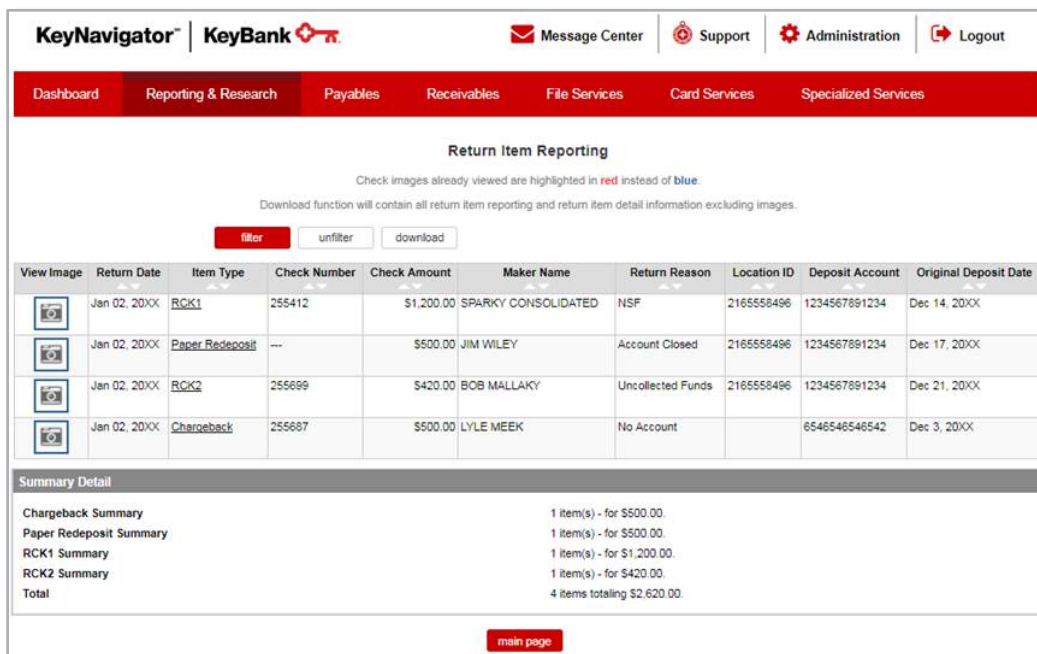 KeyNavigator™ | KeyBank Message Center Support Administration Logout
Dashboard Reporting & Research Payables Receivables File Services Card Services Specialized Services
Return Item Reporting
Check images already viewed are highlighted in red instead of blue.
Download function will contain all return item reporting and return item detail information excluding images.
filter unfilter download
View Image Return Date Item Type Check Number Check Amount Maker Name Return Reason Location ID Deposit Account Original Deposit Date
Jan 02, 20XX RCK1 255412 $1,200.00 SPARKY CONSOLIDATED NSF 2165558496 1234567891234 Dec 14, 20XX
Jan 02, 20XX Paper Redeposit --- $500.00 JIM WILEY Account Closed 2165558496 1234567891234 Dec 17, 20XX
Jan 02, 20XX RCK2 255699 $420.00 BOB MALLAKY Uncollected Funds 2165558496 1234567891234 Dec 21, 20XX
Jan 02, 20XX Chargeback 255687 $500.00 LYLE MEEK No Account 6546546546542 Dec 3, 20XX
Summary Detail
Chargeback Summary 1 item(s) - for $500.00.
Paper Redeposit Summary 1 item(s) - for $500.00.
RCK1 Summary 1 item(s) - for $1,200.00.
RCK2 Summary 1 item(s) - for $420.00.
Total 4 items totaling $2,620.00.
main page